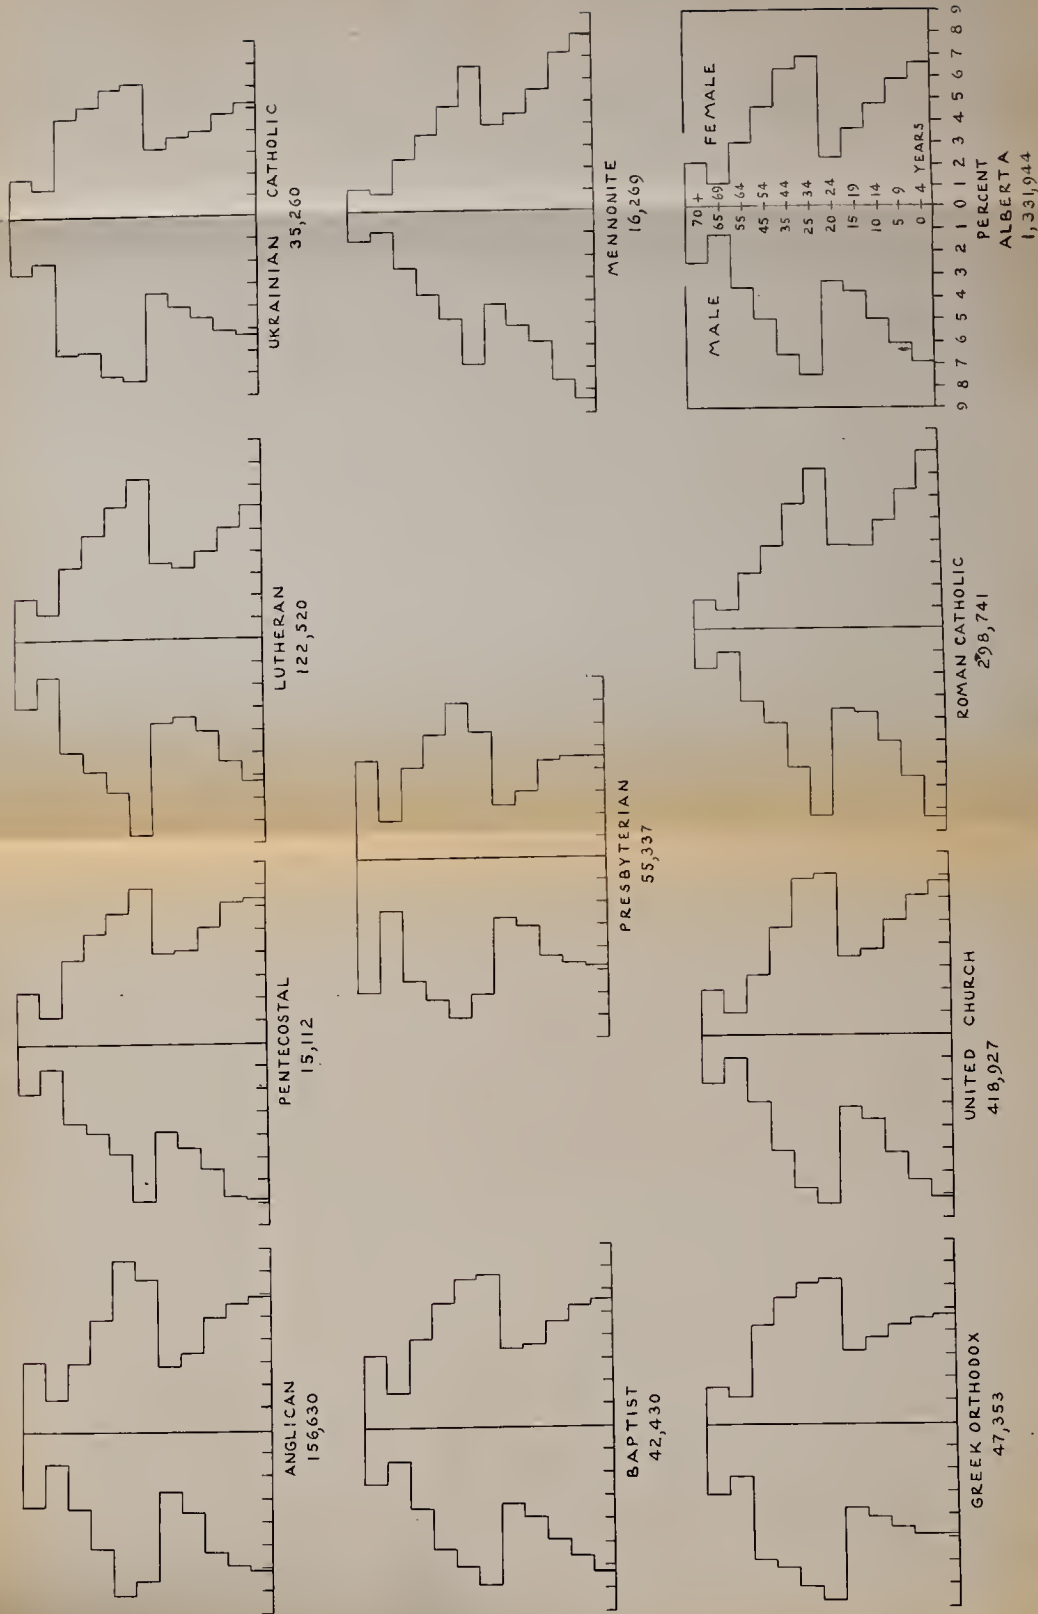 ANGLICAN
156,630
PENTECOSTAL
15,112
LUTHERAN
122,520
UKRAINIAN CATHOLIC
35,260
BAPTIST
42,430
PRESBYTERIAN
55,337
MENNONITE
16,269
GREEK ORTHODOX
47,353
UNITED CHURCH
418,927
ROMAN CATHOLIC
298,741
MALE FEMALE
70 +
65-69
55-64
45-54
35-44
25-34
20-24
15-19
10-14
5-9
0-4 YEARS
9 8 7 6 5 4 3 2 1 0 1 2 3 4 5 6 7 8 9
PERCENT
ALBERTA
1,331,944